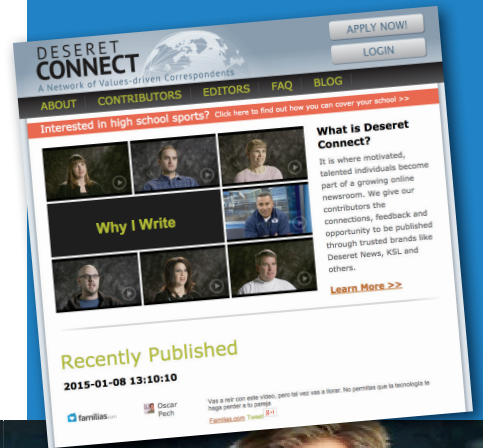 DESERET
CONNECT
A Network of Values-driven Correspondents
APPLY NOW!
LOGIN
ABOUT
CONTRIBUTORS
EDITORS
FAQ
BLOG
Interested in high school sports? Click here to find out how you can cover your school >>
Why I Write
What is Deseret
Connect?
It is where motivated,
talented individuals become
part of a growing online
newsroom. We give our
contributors the
connections, feedback and
opportunity to be published
through trusted brands like
Deseret News, KSL and
others.
Learn More >>
Recently Published
2015-01-08 13:10:10
familias.com
Oscar
Pech
Vas a reír con este video, pero tal vez vas a llorar. No permitas que la tecnología te
haga perder a tu pareja
Familias.com Tweet